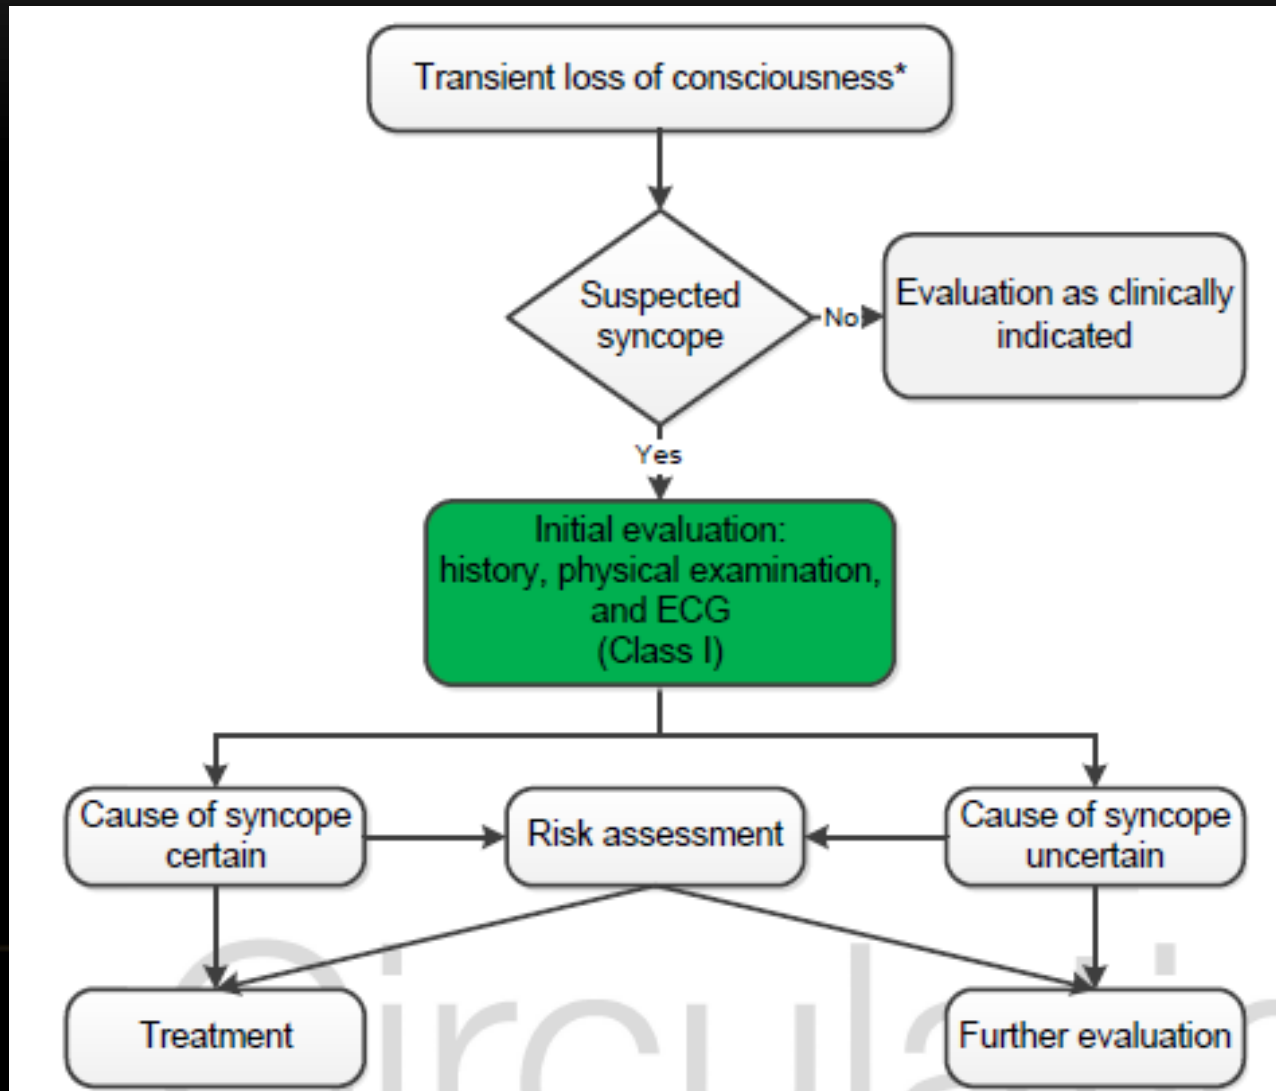 Transient loss of consciousness*
Suspected
syncope
No
Evaluation as clinically
indicated
Yes
Initial evaluation:
history, physical examination,
and ECG
(Class I)
Cause of syncope
certain
Risk assessment
Cause of syncope
uncertain
Treatment
Further evaluation